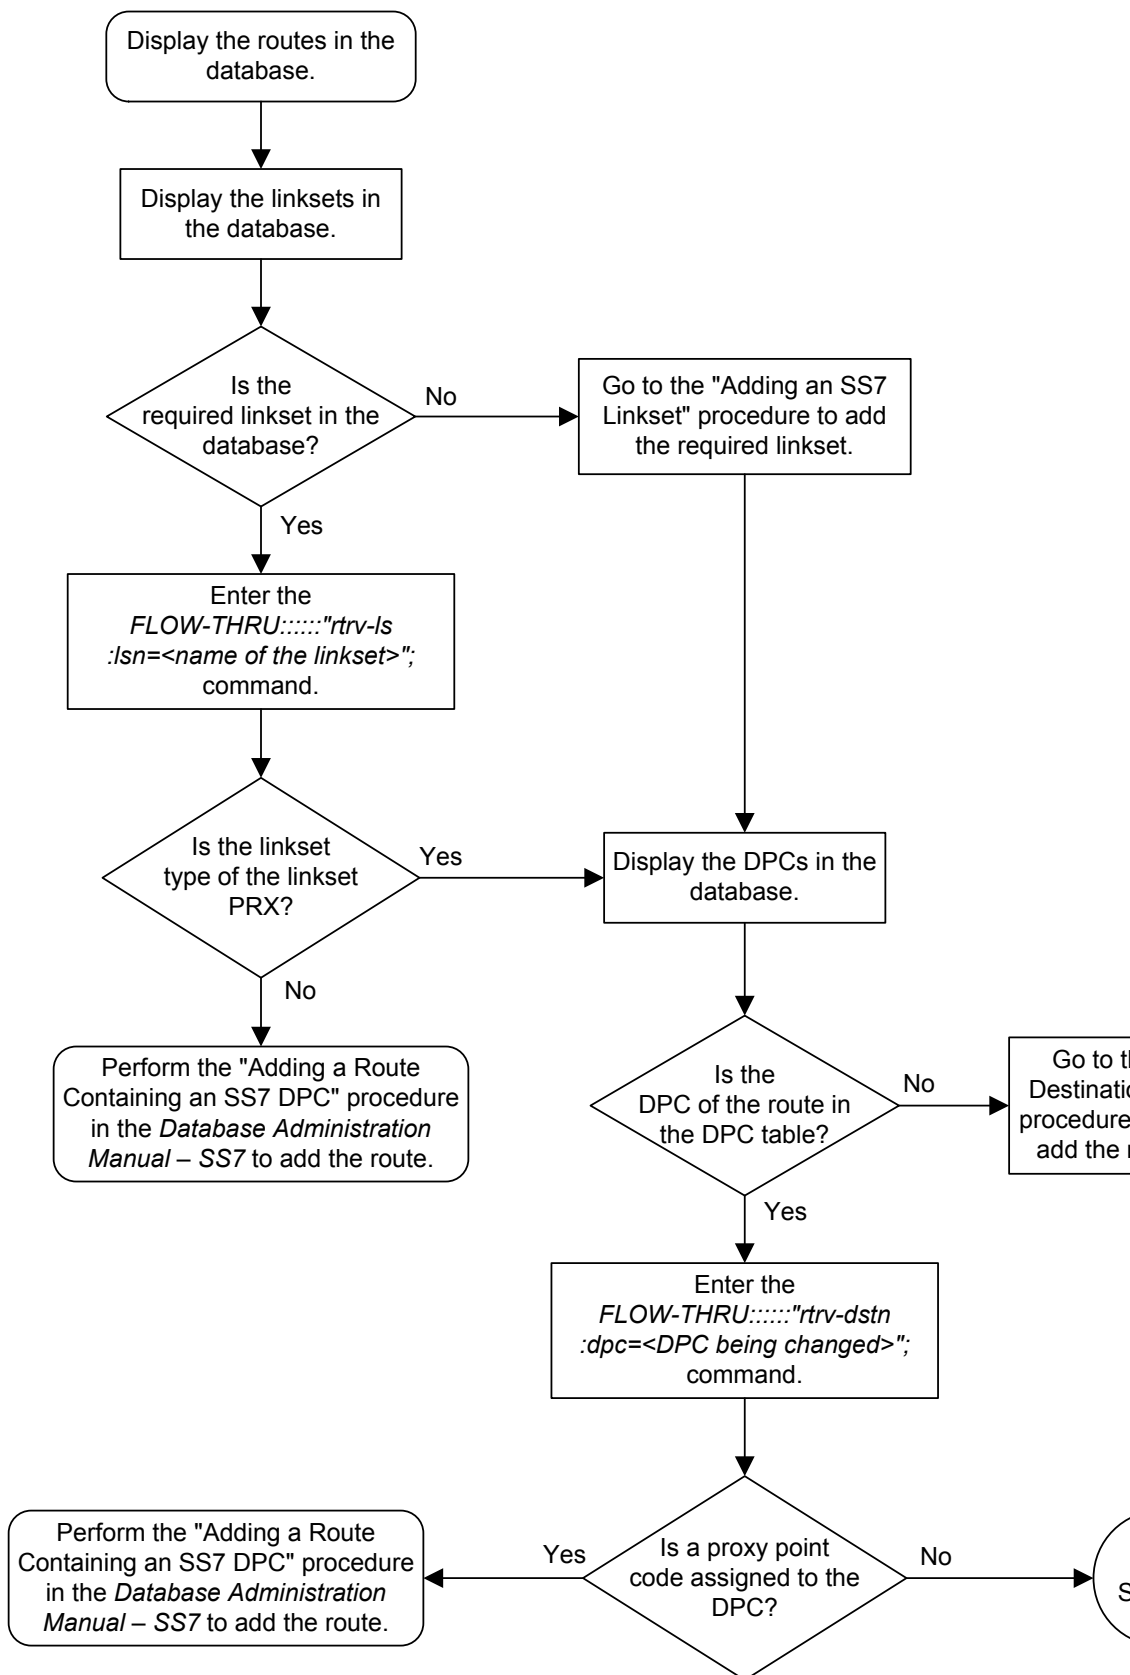 Display the routes in the
database.
Display the linksets in
the database.
Is the
required linkset in the
database?
No
Go to the "Adding an SS7
Linkset" procedure to add
the required linkset.
Yes
Enter the
FLOW-THRU::::::"rtrv-ls
:lsn=<name of the linkset>";
command.
Is the linkset
type of the linkset
PRX?
Yes
Display the DPCs in the
database.
No
Perform the "Adding a Route
Containing an SS7 DPC" procedure
in the Database Administration
Manual – SS7 to add the route.
Is the
DPC of the route in
the DPC table?
No
Go to
Destinatio
procedure
add the
Yes
Enter the
FLOW-THRU::::::"rtrv-dstn
:dpc=<DPC being changed>";
command.
Is a proxy point
code assigned to the
DPC?
Yes
Perform the "Adding a Route
Containing an SS7 DPC" procedure
in the Database Administration
Manual – SS7 to add the route.
No
S